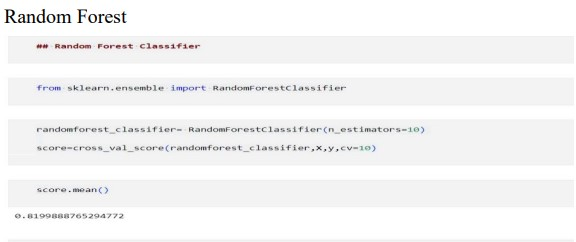 Random Forest
## Random Forest Classifier
from sklearn.ensemble import RandomForestClassifier
randomforest_classifier= RandomForestClassifier(n_estimators=10)
score=cross_val_score(randomforest_classifier,X,y,cv=10)
score.mean()
0.8199888765294772